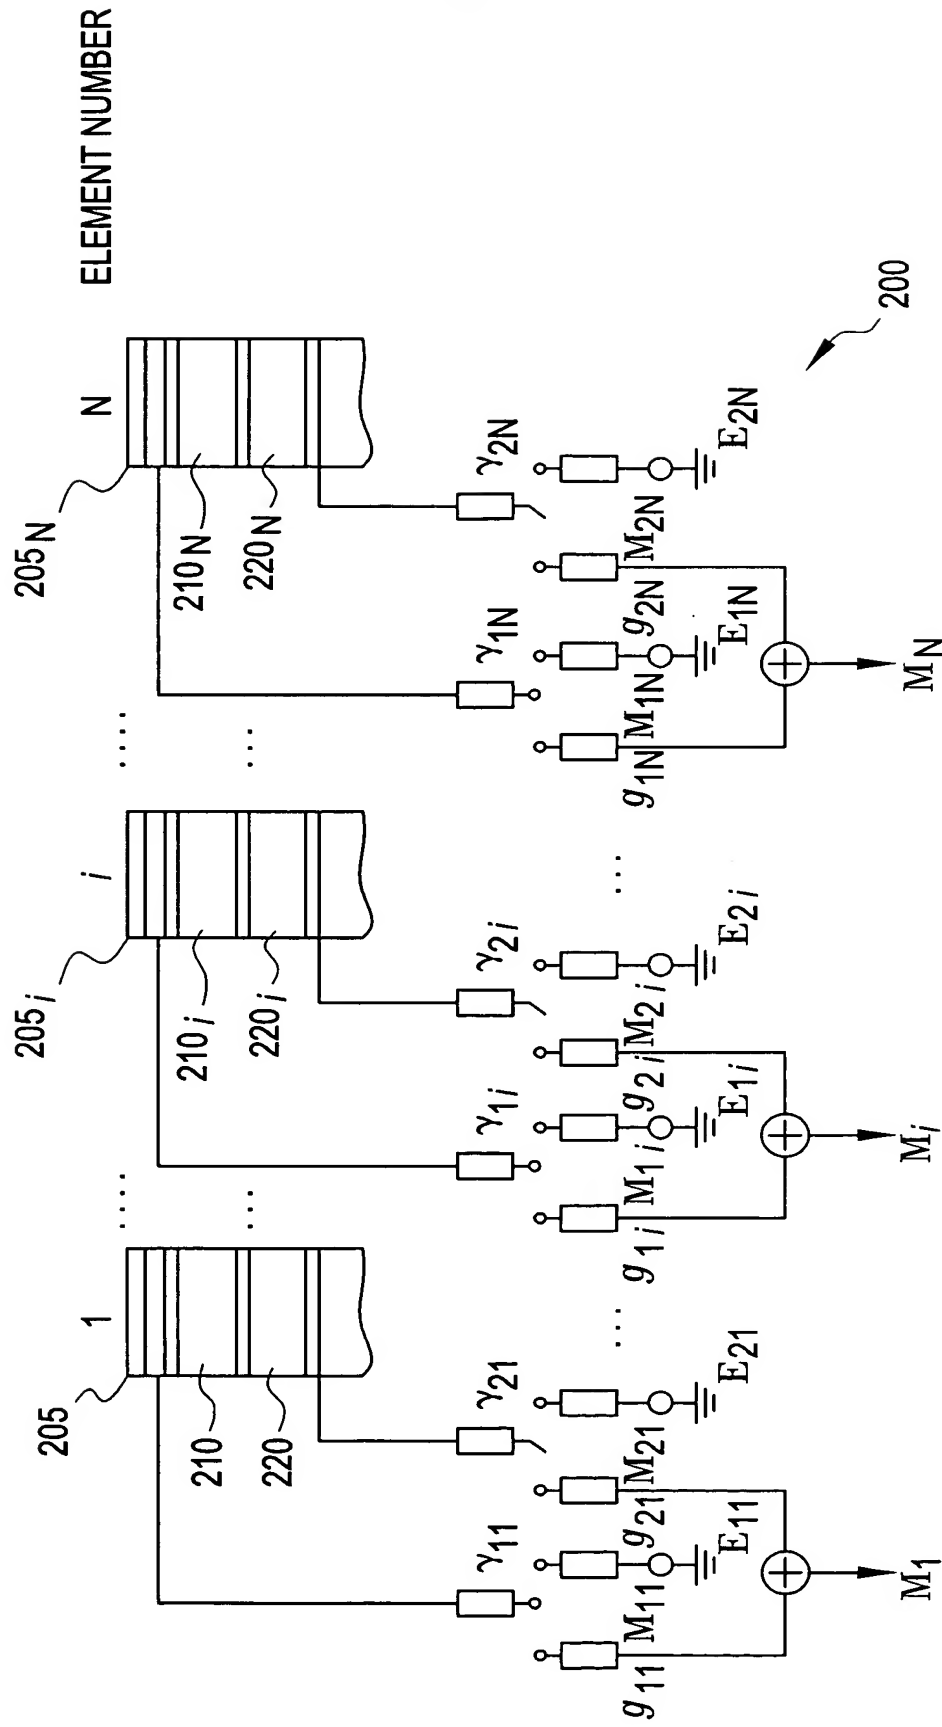 ELEMENT NUMBER
1
i
N
205
205i
205N
....
....
210
210i
210N
...
...
220
220i
220N
γ11
γ21
γ1i
γ2i
γ1N
γ2N
g11
M11
g21
M21
g1i
M1i
g2i
M2i
g1N
M1N
g2N
M2N
...
...
E11
E21
E1i
E2i
E1N
E2N
M1
Mi
MN
200